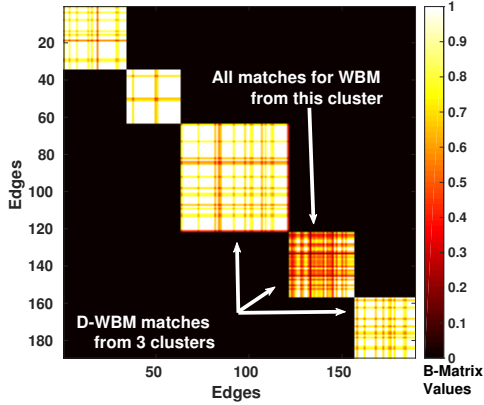 All matches for WBM
from this cluster
D-WBM matches
from 3 clusters
20
40
60
80
100
120
140
160
180
Edges
50
100
150
Edges
1
0.9
0.8
0.7
0.6
0.5
0.4
0.3
0.2
0.1
0
B-Matrix
Values